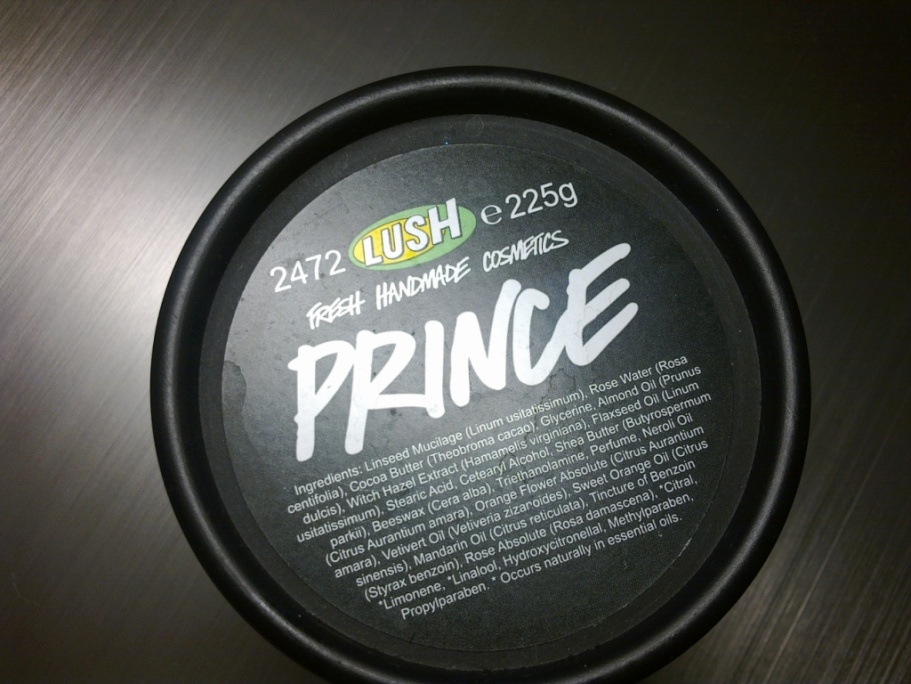 2472 LUSH e 225g
FRESH HANDMADE COSMETICS
PRINCE
Ingredients: Linseed Mucilage (Linum usitatissimum), Rose Water (Rosa
centifolia), Cocoa Butter (Theobroma cacao), Glycerine, Almond Oil (Prunus
dulcis), Witch Hazel Extract (Hamamelis virginiana), Flaxseed Oil (Linum
usitatissimum), Stearic Acid, Cetearyl Alcohol, Shea Butter (Butyrospermum
parkii), Beeswax (Cera alba), Triethanolamine, Perfume, Neroli Oil
(Citrus Aurantium amara), Orange Flower Absolute (Citrus Aurantium
amara), Vetivert Oil (Vetiveria zizaroides), Sweet Orange Oil (Citrus
sinensis), Mandarin Oil (Citrus reticulata), Tincture of Benzoin
(Styrax benzoin), Rose Absolute (Rosa damascena), *Citral,
*Limonene, *Linalool, Hydroxycitronellal, Methylparaben,
Propylparaben. * Occurs naturally in essential oils.